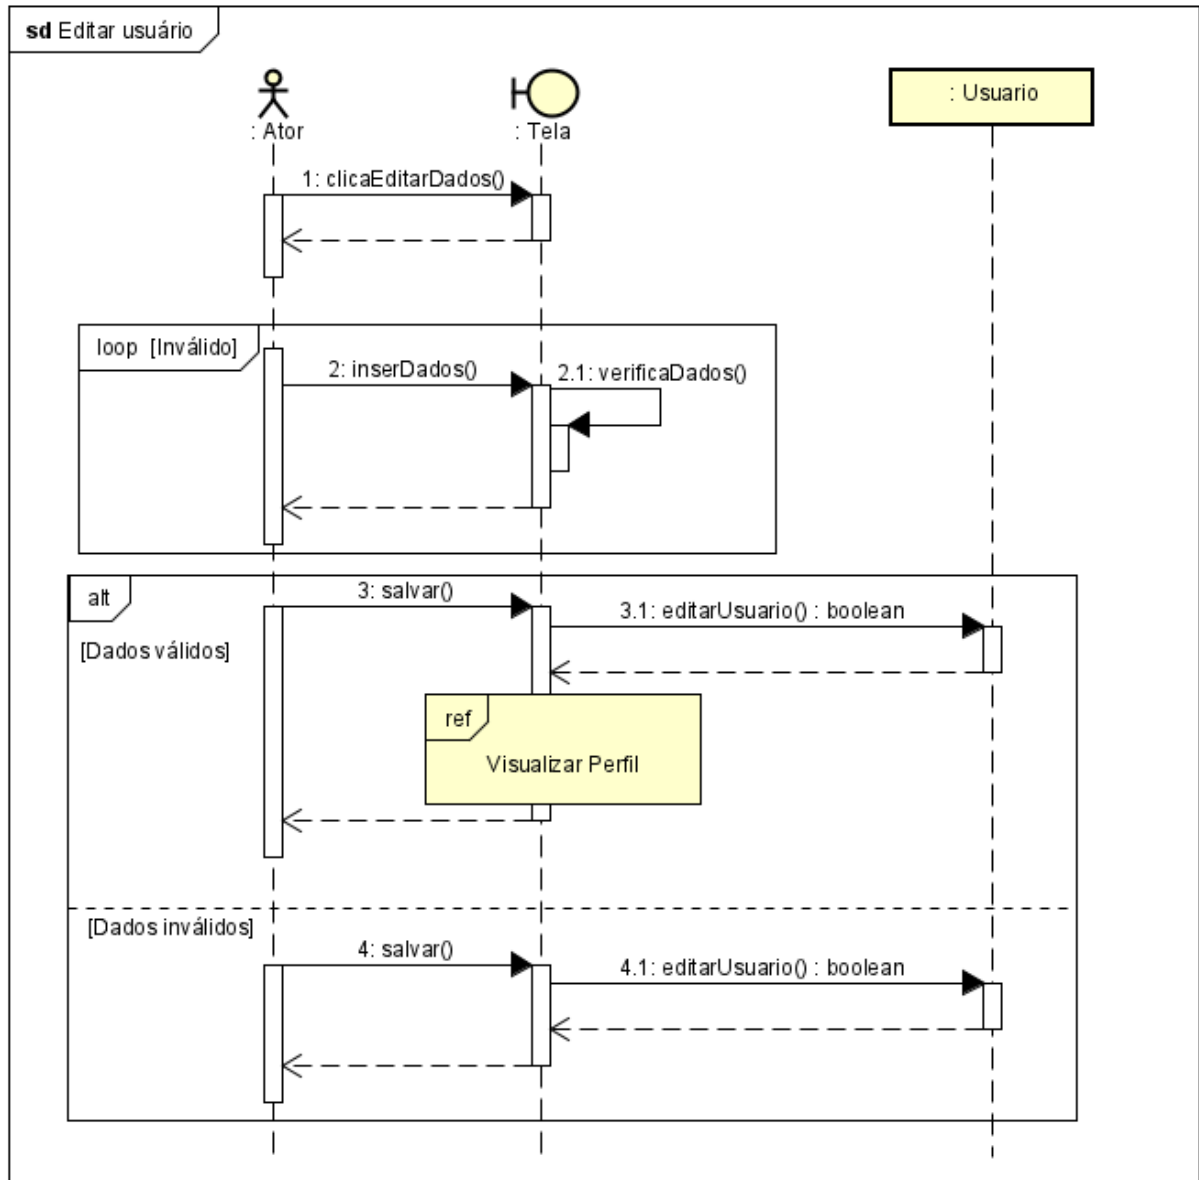 sd Editar usuário
: Ator
: Tela
: Usuario
1: clicaEditarDados()
loop [Inválido]
2: inserDados()
2.1: verificaDados()
alt
3: salvar()
3.1: editarUsuario() : boolean
[Dados válidos]
ref
Visualizar Perfil
[Dados inválidos]
4: salvar()
4.1: editarUsuario() : boolean